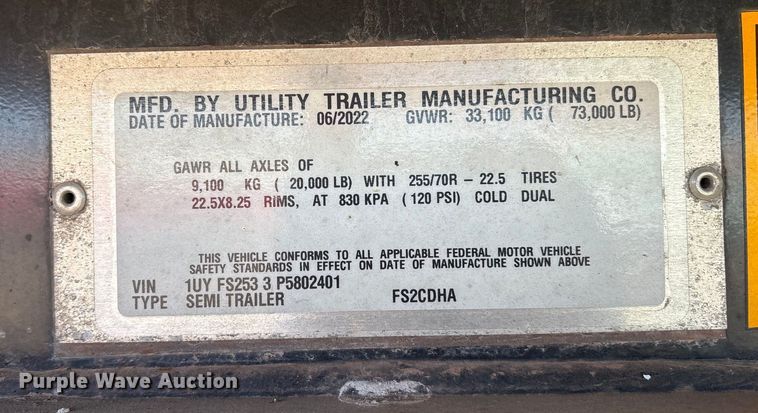 MFD. BY UTILITY TRAILER MANUFACTURING CO.
DATE OF MANUFACTURE: 06/2022 GVWR: 33,100 KG ( 73,000 LB)
GAWR ALL AXLES OF
9,100 KG ( 20,000 LB) WITH 255/70R - 22.5 TIRES
22.5X8.25 RIMS, AT 830 KPA (120 PSI) COLD DUAL
THIS VEHICLE CONFORMS TO ALL APPLICABLE FEDERAL MOTOR VEHICLE
SAFETY STANDARDS IN EFFECT ON DATE OF MANUFACTURE SHOWN ABOVE
VIN 1UY FS253 3 P5802401
TYPE SEMI TRAILER FS2CDHA
Purple Wave Auction